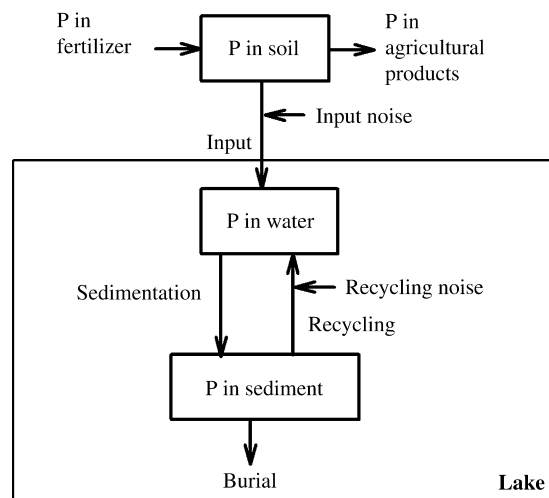 P in
fertilizer
P in soil
P in
agricultural
products
Input noise
Input
P in water
Sedimentation
Recycling noise
Recycling
P in sediment
Burial
Lake